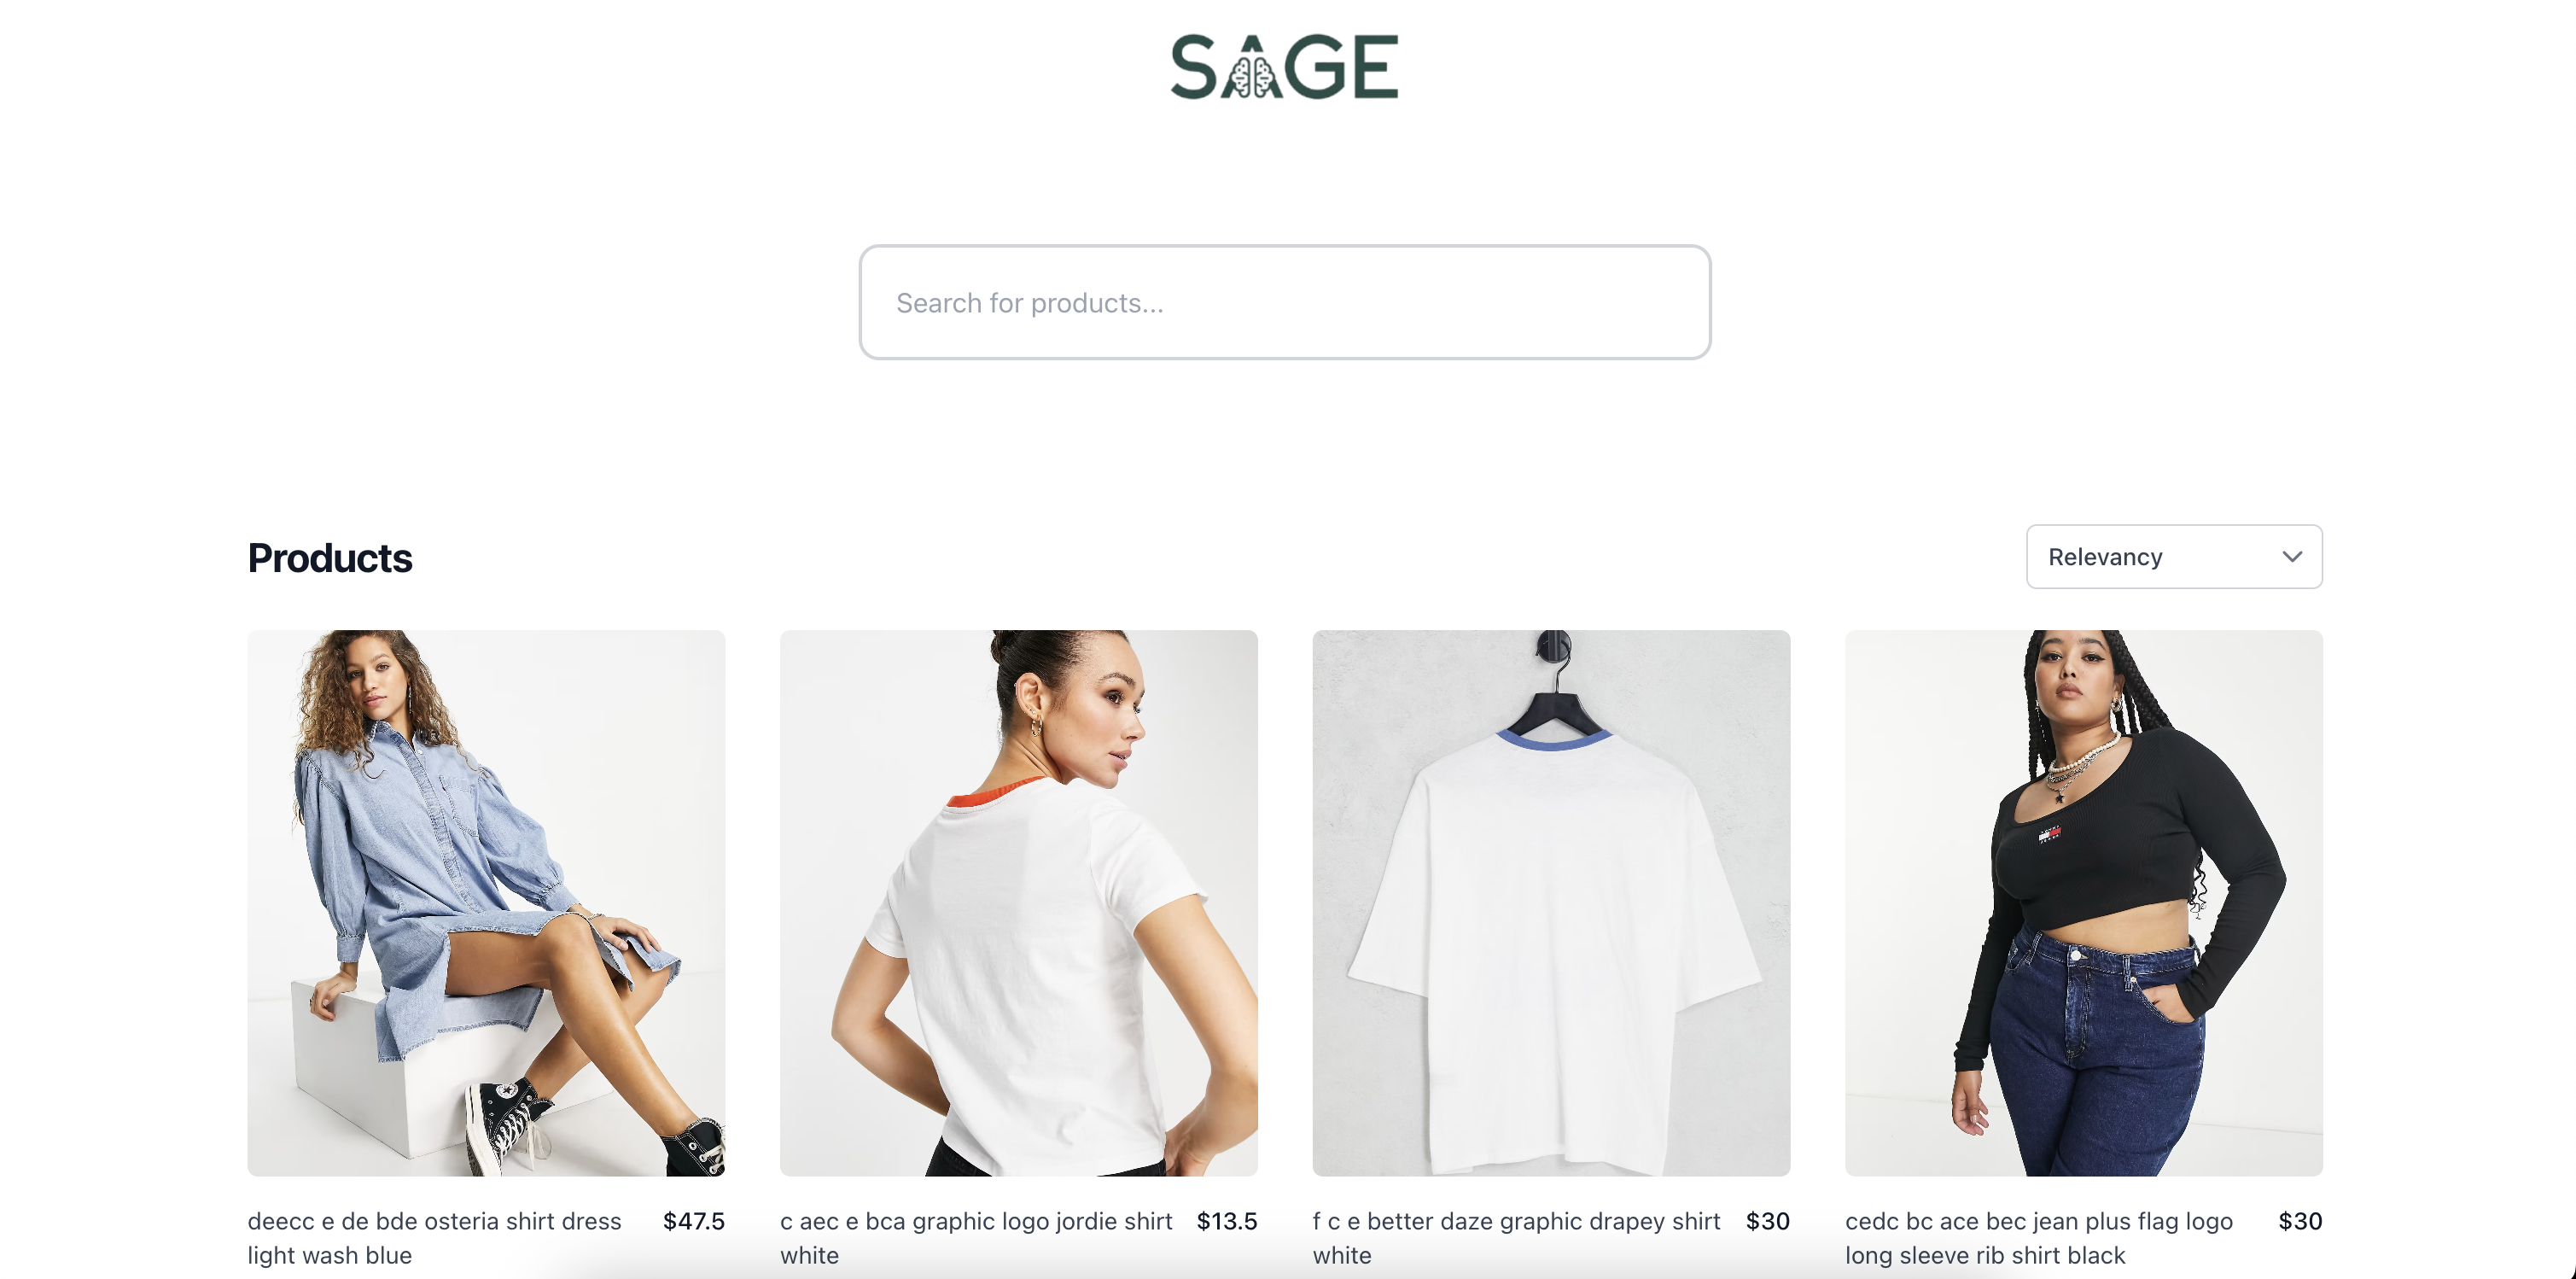 SAGE
Search for products...
Products
Relevancy
deecc e de bde osteria shirt dress
light wash blue
$47.5
c aec e bca graphic logo jordie shirt
white
$13.5
f c e better daze graphic drapey shirt
white
$30
cedc bc ace bec jean plus flag logo
long sleeve rib shirt black
$30